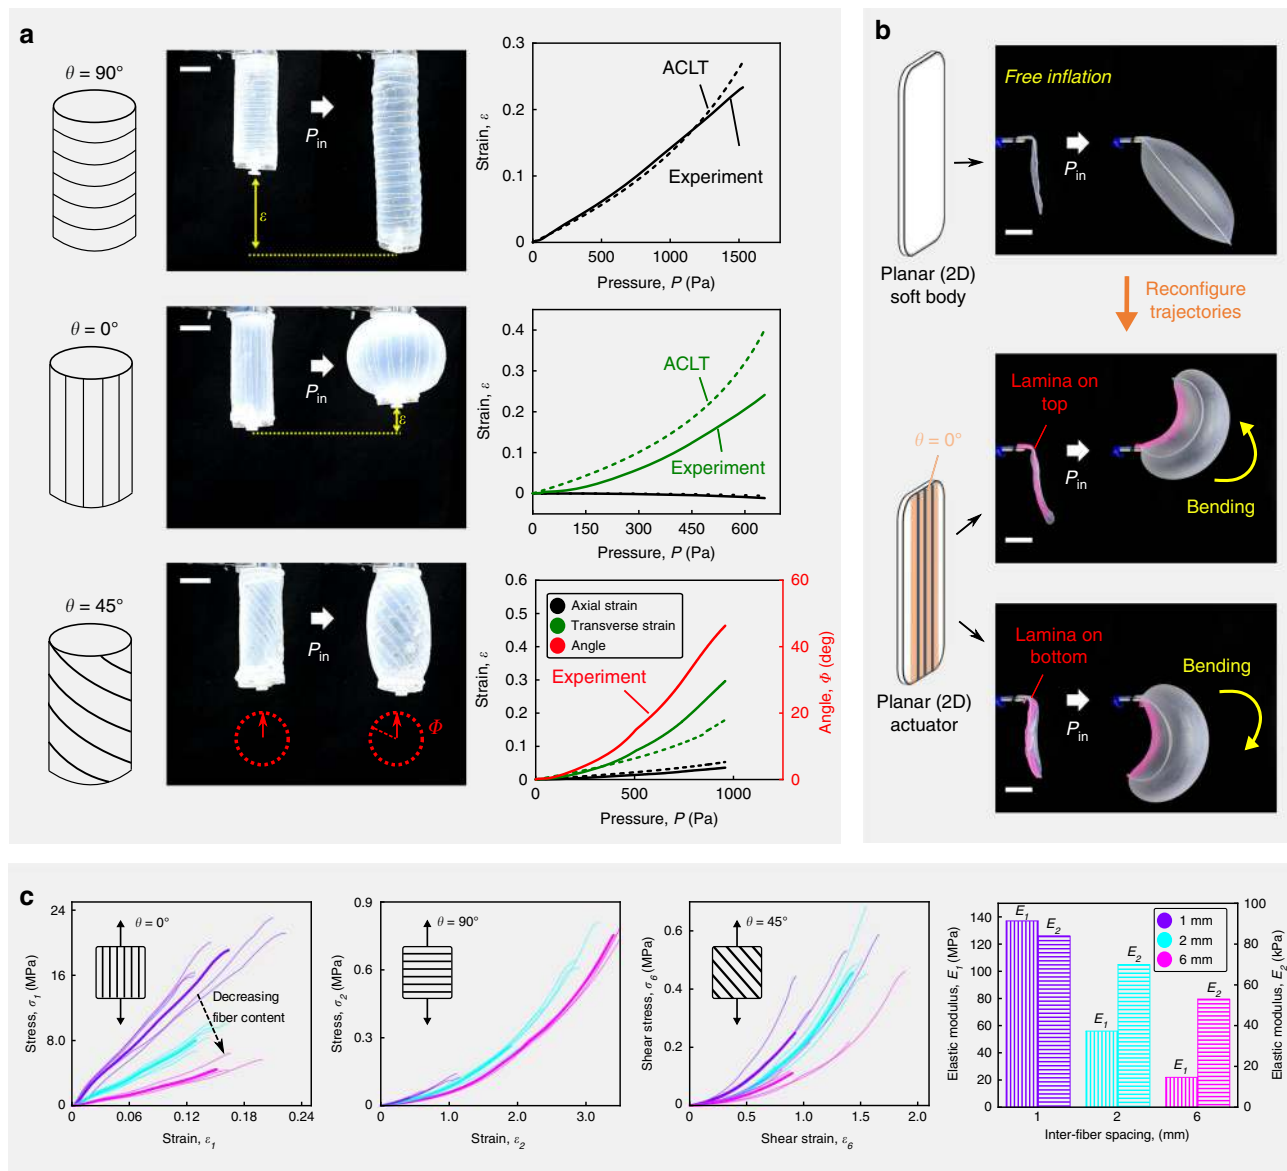 a
θ = 90°
P_in
ε
0.3
0.2
0.1
0
Strain, ε
ACLT
Experiment
0
500
1000
1500
Pressure, P (Pa)
θ = 0°
P_in
ε
0.4
0.3
0.2
0.1
0
Strain, ε
ACLT
Experiment
0
150
300
450
600
Pressure, P (Pa)
θ = 45°
P_in
Φ
0.6
0.5
0.4
0.3
0.2
0.1
0
Strain, ε
Axial strain
Transverse strain
Angle
Experiment
60
40
20
0
Angle, Φ (deg)
0
500
1000
Pressure, P (Pa)
b
Planar (2D)
soft body
Free inflation
P_in
Reconfigure
trajectories
θ = 0°
Planar (2D)
actuator
Lamina on
top
P_in
Bending
Lamina on
bottom
P_in
Bending
c
24
16
8.0
0
Stress, σ1 (MPa)
θ = 0°
Decreasing
fiber content
0
0.06
0.12
0.18
0.24
Strain, ε1
0.9
0.6
0.3
0
Stress, σ2 (MPa)
θ = 90°
0
1.0
2.0
3.0
Strain, ε2
0.6
0.4
0.2
0
Shear stress, σ6 (MPa)
θ = 45°
0
0.5
1.0
1.5
2.0
Shear strain, ε6
140
120
100
80
60
40
20
0
Elastic modulus, E1 (MPa)
E1
E2
E1
E2
E1
E2
1 mm
2 mm
6 mm
100
80
60
40
20
0
Elastic modulus, E2 (kPa)
1
2
6
Inter-fiber spacing, (mm)